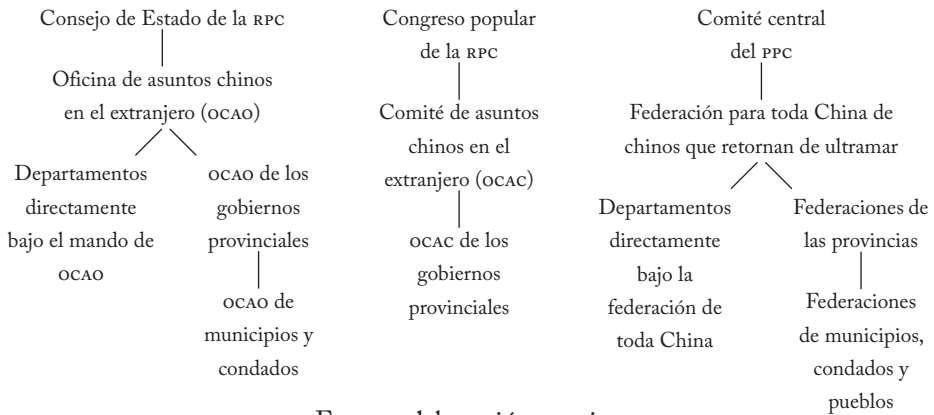 Consejo de Estado de la RPC
Oficina de asuntos chinos
en el extranjero (OCAO)
Departamentos
directamente
bajo el mando de
OCAO
OCAO de los
gobiernos
provinciales
OCAO de
municipios y
condados
Congreso popular
de la RPC
Comité de asuntos
chinos en el
extranjero (OCAC)
OCAC de los
gobiernos
provinciales
Comité central
del PPC
Federación para toda China de
chinos que retornan de ultramar
Departamentos
directamente
bajo la
federación de
toda China
Federaciones de
las provincias
Federaciones
de municipios,
condados y
pueblos